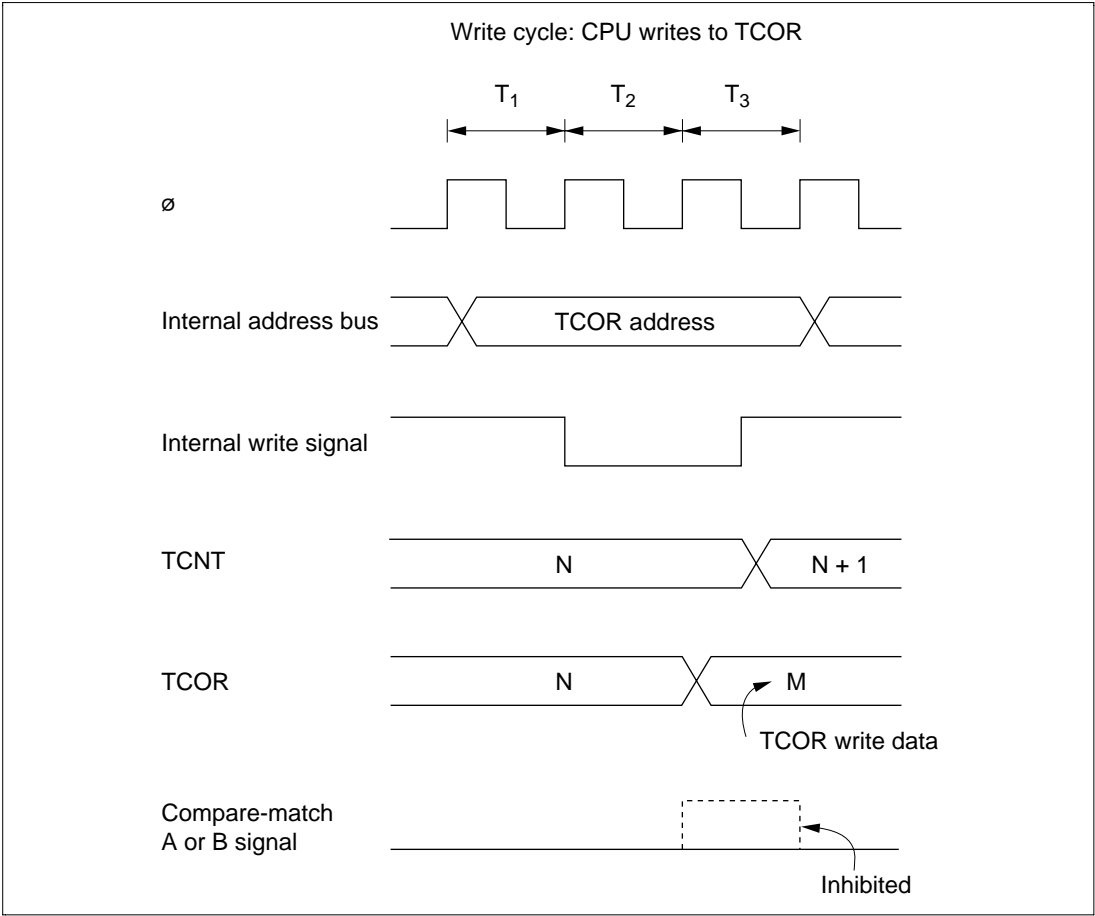 Write cycle: CPU writes to TCOR
T₁ T₂ T₃
ø
Internal address bus
TCOR address
Internal write signal
TCNT
N
N + 1
TCOR
N
M
TCOR write data
Compare-match
A or B signal
Inhibited